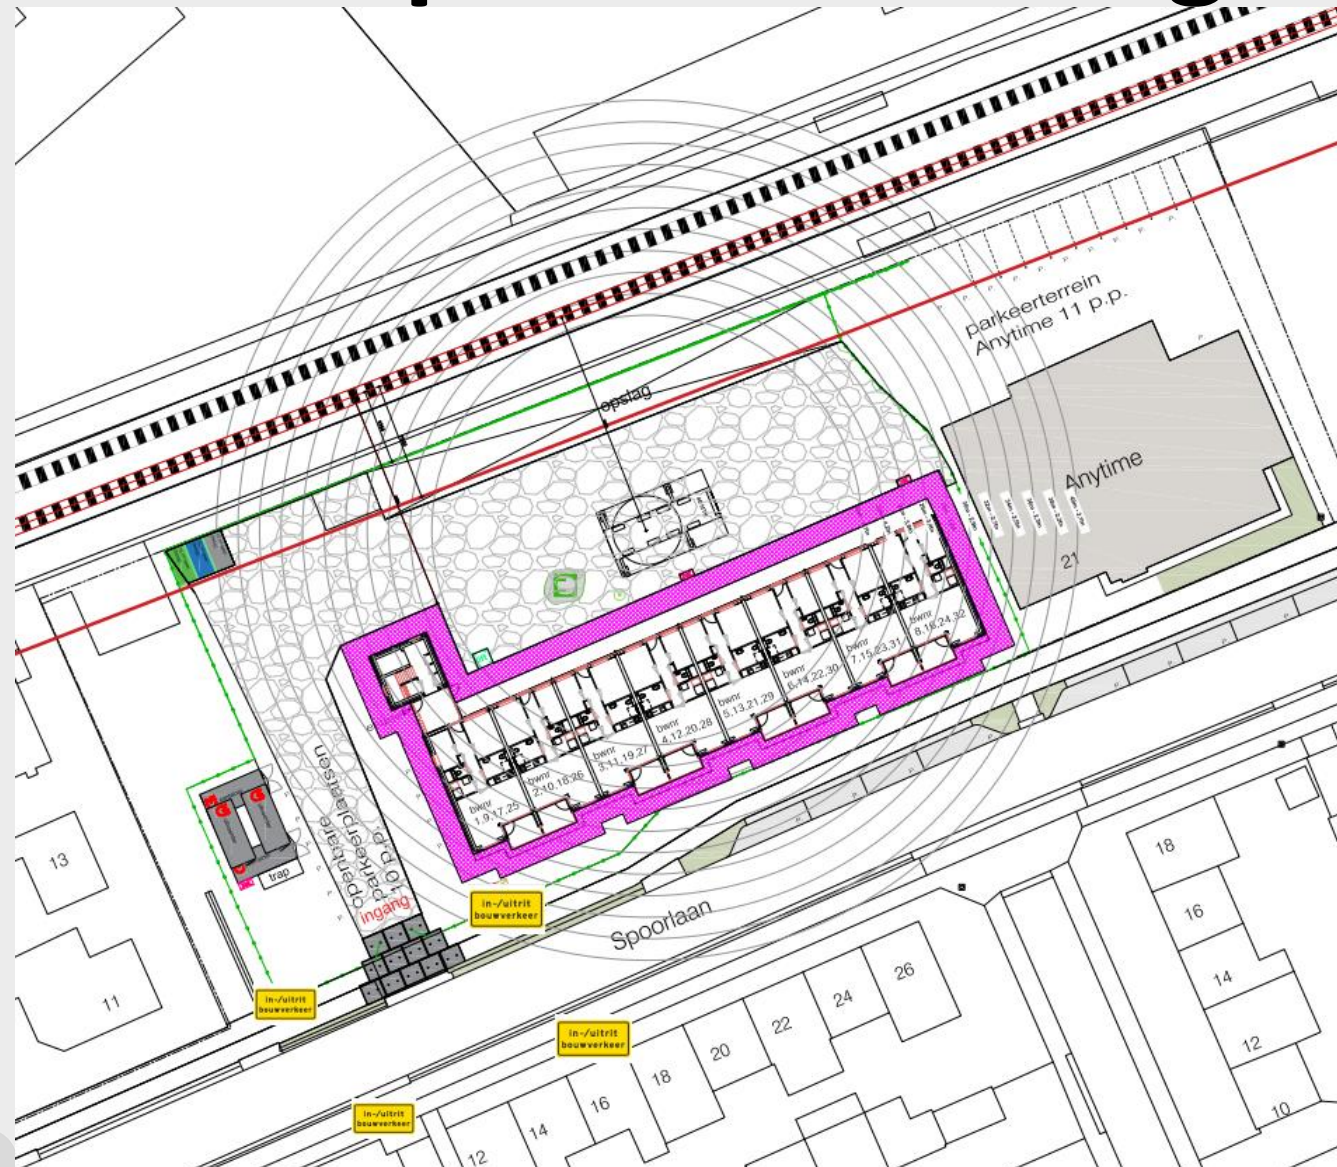 parkeerterrein
Anytime 11 p.p.
opslag
Anytime
21
bwnr
8,16,24,32
bwnr
7,15,23,31
bwnr
6,14,22,30
bwnr
5,13,21,29
bwnr
4,12,20,28
bwnr
3,11,19,27
bwnr
2,10,18,26
bwnr
1,9,17,25
openbare
parkeerplaatsen
10 p.p.
trap
ingang
in-/uitrit
bouwverkeer
Spoorlaan
in-/uitrit
bouwverkeer
in-/uitrit
bouwverkeer
in-/uitrit
bouwverkeer
13
11
26
24
22
20
18
16
14
12
18
16
14
12
10